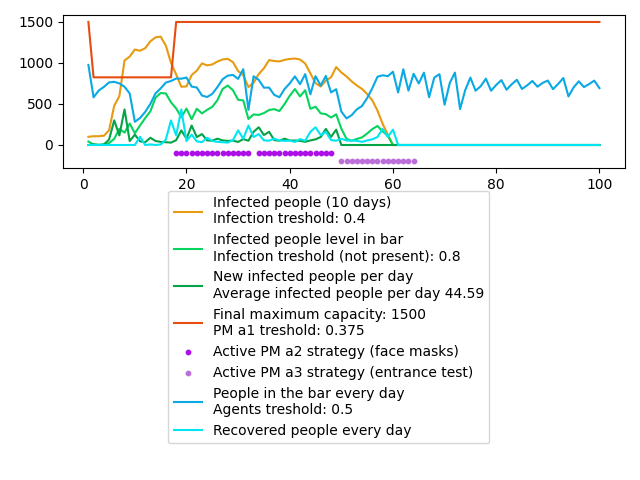 1500
1000
500
0
0 20 40 60 80 100
Infected people (10 days)
Infection treshold: 0.4
Infected people level in bar
Infection treshold (not present): 0.8
New infected people per day
Average infected people per day 44.59
Final maximum capacity: 1500
PM a1 treshold: 0.375
Active PM a2 strategy (face masks)
Active PM a3 strategy (entrance test)
People in the bar every day
Agents treshold: 0.5
Recovered people every day